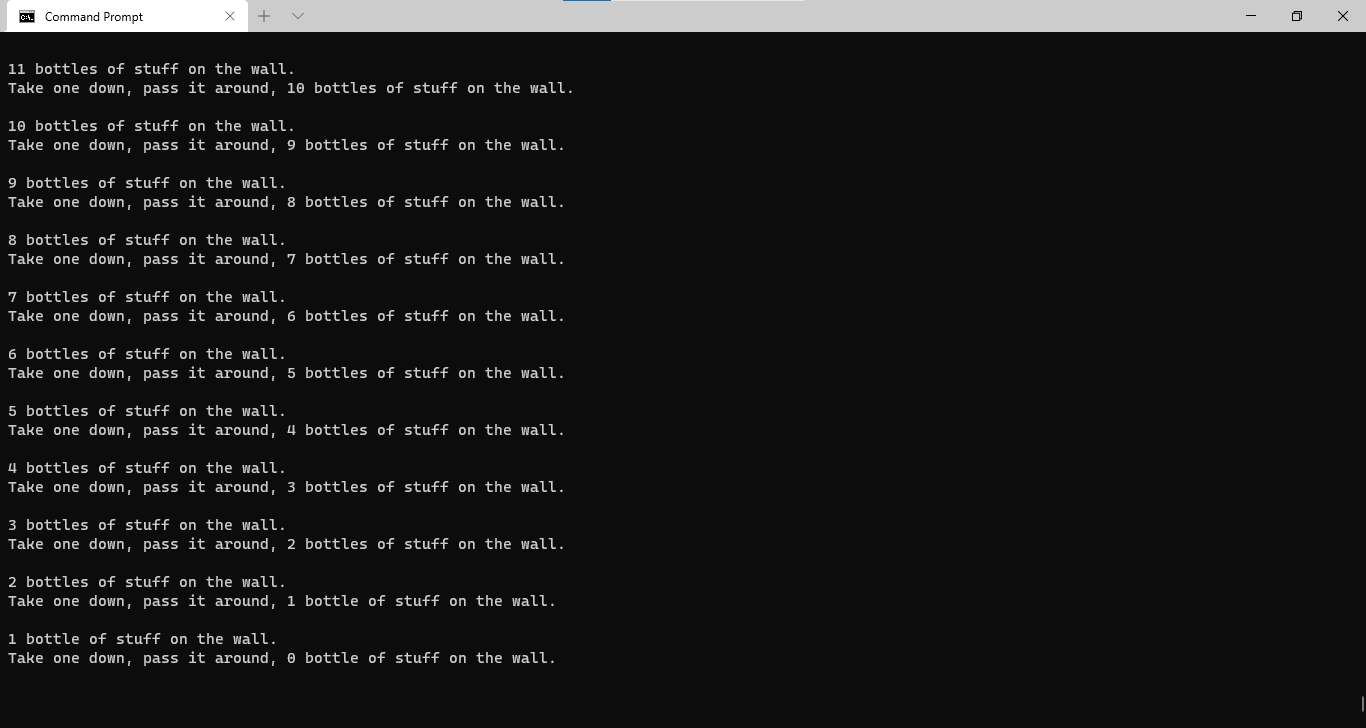 Command Prompt
11 bottles of stuff on the wall.
Take one down, pass it around, 10 bottles of stuff on the wall.
10 bottles of stuff on the wall.
Take one down, pass it around, 9 bottles of stuff on the wall.
9 bottles of stuff on the wall.
Take one down, pass it around, 8 bottles of stuff on the wall.
8 bottles of stuff on the wall.
Take one down, pass it around, 7 bottles of stuff on the wall.
7 bottles of stuff on the wall.
Take one down, pass it around, 6 bottles of stuff on the wall.
6 bottles of stuff on the wall.
Take one down, pass it around, 5 bottles of stuff on the wall.
5 bottles of stuff on the wall.
Take one down, pass it around, 4 bottles of stuff on the wall.
4 bottles of stuff on the wall.
Take one down, pass it around, 3 bottles of stuff on the wall.
3 bottles of stuff on the wall.
Take one down, pass it around, 2 bottles of stuff on the wall.
2 bottles of stuff on the wall.
Take one down, pass it around, 1 bottle of stuff on the wall.
1 bottle of stuff on the wall.
Take one down, pass it around, 0 bottle of stuff on the wall.